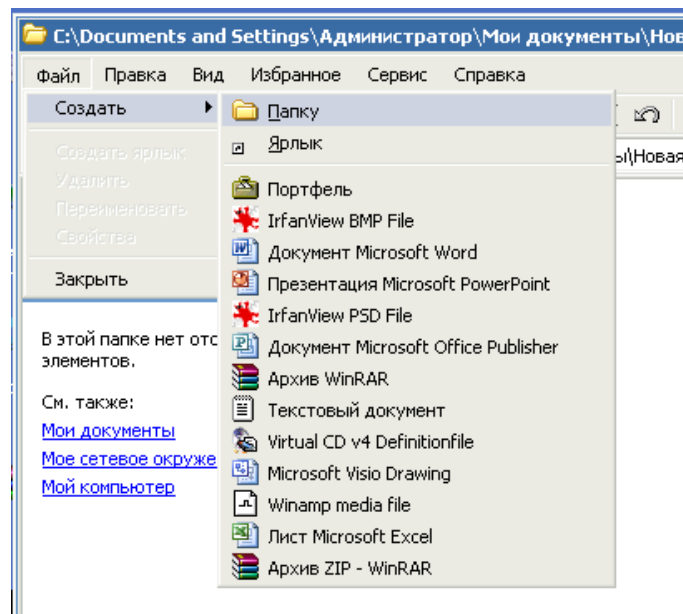 C:\Documents and Settings\Администратор\Мои документы\Нов
Файл Правка Вид Избранное Сервис Справка
Создать
Создать ярлык
Удалить
Переименовать
Свойства
Закрыть
Папку
Ярлык
Портфель
IrfanView BMP File
Документ Microsoft Word
Презентация Microsoft PowerPoint
IrfanView PSD File
Документ Microsoft Office Publisher
Архив WinRAR
Текстовый документ
Virtual CD v4 Definitionfile
Microsoft Visio Drawing
Winamp media file
Лист Microsoft Excel
Архив ZIP - WinRAR
ы\Новая
В этой папке нет отс
элементов.
См. также:
Мои документы
Мое сетевое окруже
Мой компьютер